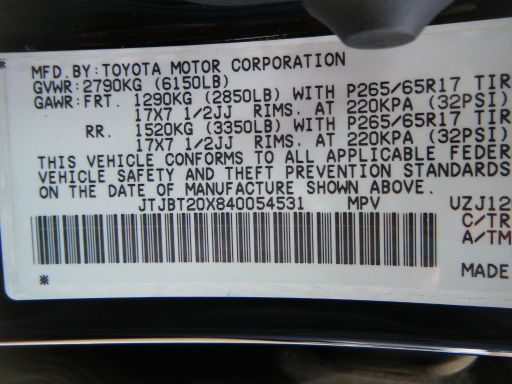 MFD.BY:TOYOTA MOTOR CORPORATION
GVWR:2790KG (6150LB)
GAWR:FRT. 1290KG (2850LB) WITH P265/65R17 TIR
17X7 1/2JJ RIMS, AT 220KPA (32PSI)
RR. 1520KG (3350LB) WITH P265/65R17 TIR
17X7 1/2JJ RIMS, AT 220KPA (32PSI)
THIS VEHICLE CONFORMS TO ALL APPLICABLE FEDER
VEHICLE SAFETY AND THEFT PREVENTION STANDARDS
ON THE DATE OF MANUFACTURE SHOWN ABOVE.
JTJBT20X840054531 MPV UZJ12
C/TR
A/TM
MADE
*